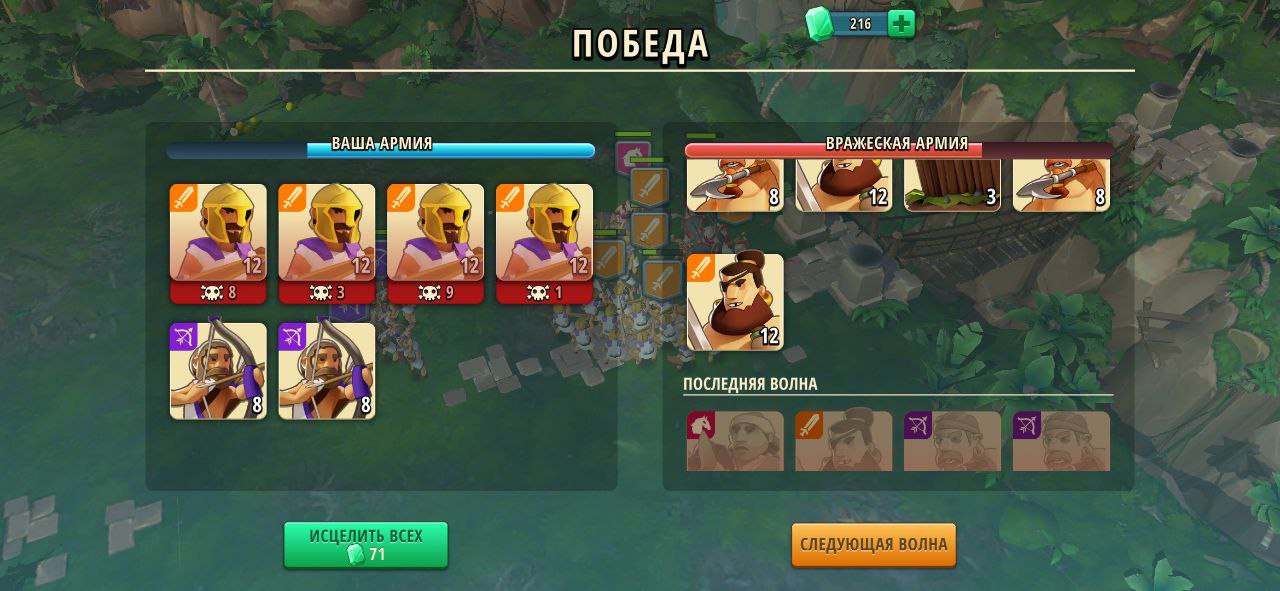 216
ПОБЕДА
ВАША АРМИЯ
ВРАЖЕСКАЯ АРМИЯ
8 12 3 8
12 12 12 12
8 3 9 1
12
ПОСЛЕДНЯЯ ВОЛНА
8 8
ИСЦЕЛИТЬ ВСЕХ
71
СЛЕДУЮЩАЯ ВОЛНА